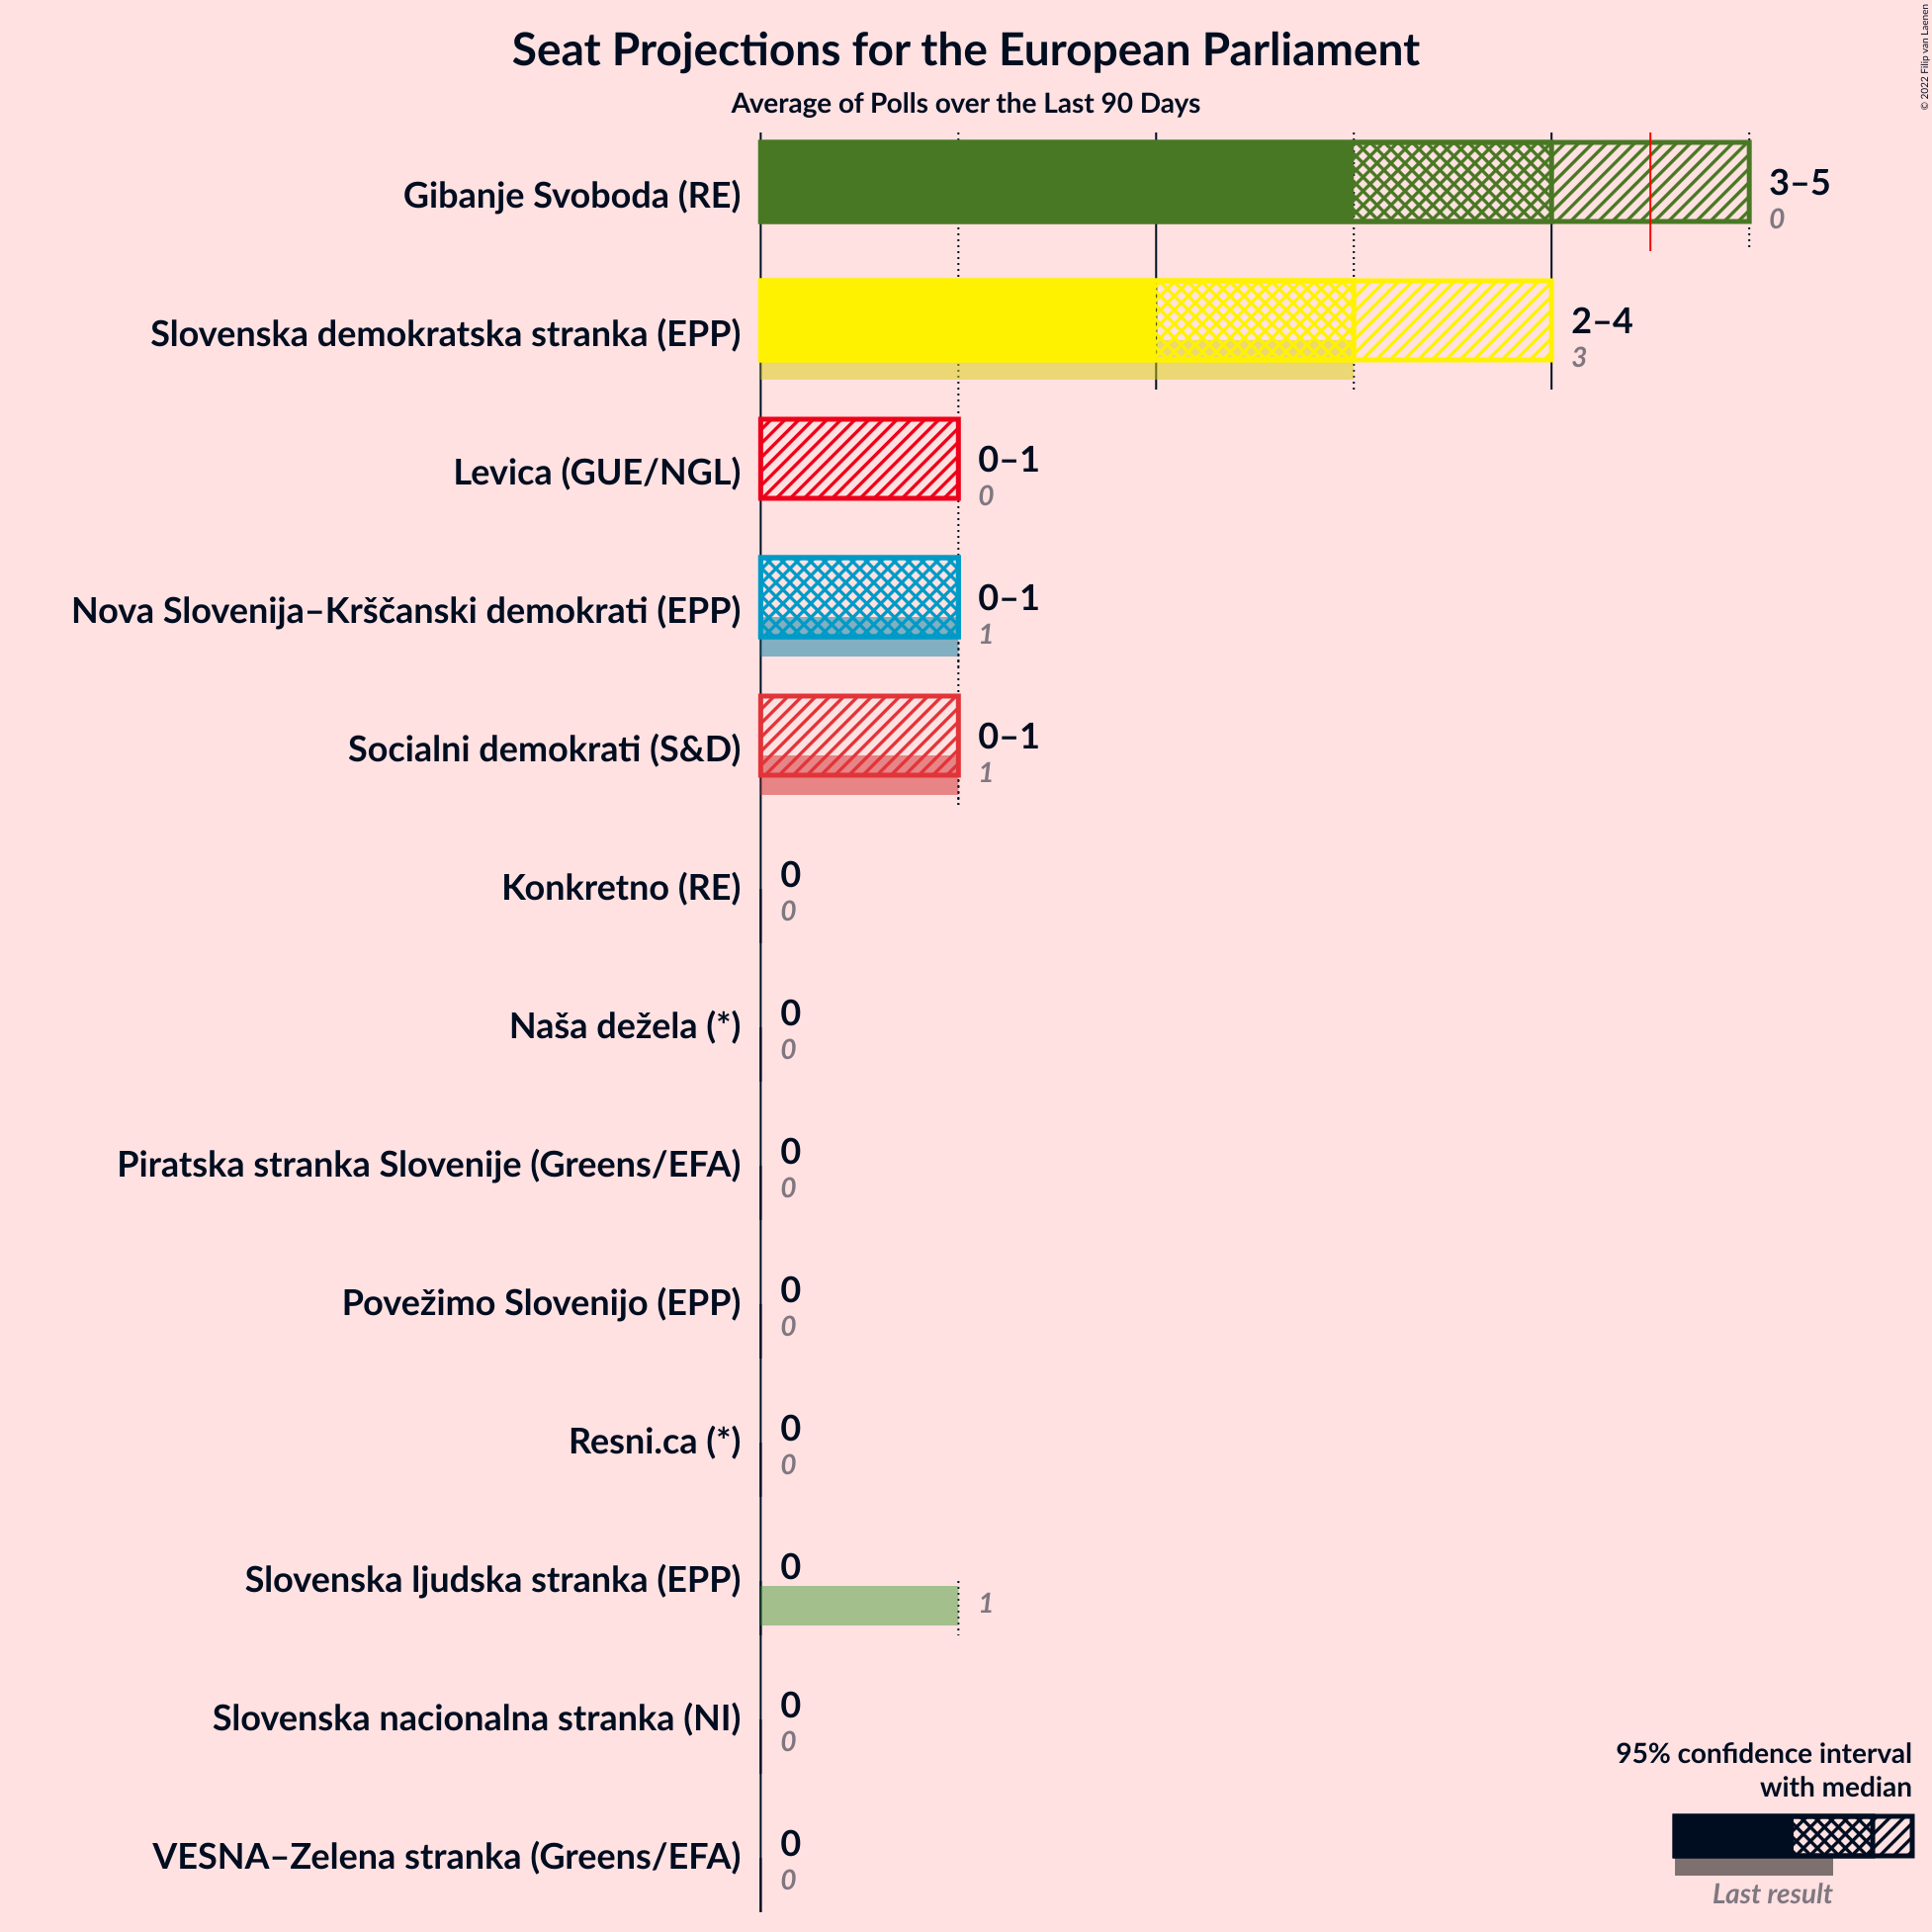 Seat Projections for the European Parliament
Average of Polls over the Last 90 Days
© 2022 Filip van Laenen
Gibanje Svoboda (RE)
3–5
0
Slovenska demokratska stranka (EPP)
2–4
3
Levica (GUE/NGL)
0–1
0
Nova Slovenija–Krščanski demokrati (EPP)
0–1
1
Socialni demokrati (S&D)
0–1
1
Konkretno (RE)
0
0
Naša dežela (*)
0
0
Piratska stranka Slovenije (Greens/EFA)
0
0
Povežimo Slovenijo (EPP)
0
0
Resni.ca (*)
0
0
Slovenska ljudska stranka (EPP)
0
1
Slovenska nacionalna stranka (NI)
0
0
VESNA–Zelena stranka (Greens/EFA)
0
0
95% confidence interval
with median
Last result